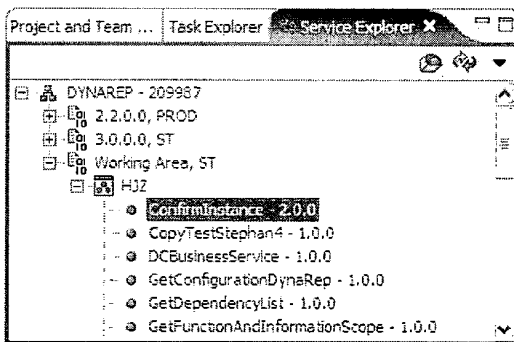 Project and Team ... Task Explorer Service Explorer
DYNAREP - 209987
2.2.0.0, PROD
3.0.0.0, ST
Working Area, ST
HJ2
ConfirmInstance - 2.0.0
CopyTestStephan4 - 1.0.0
DCBusinessService - 1.0.0
GetConfigurationDynaRep - 1.0.0
GetDependencyList - 1.0.0
GetFunctionAndInformationScope - 1.0.0